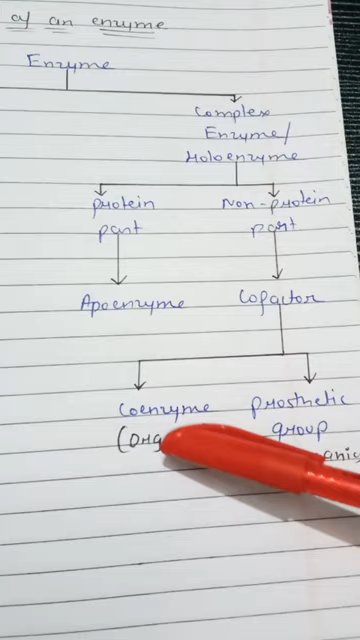 of an enzyme
Enzyme
Complex
Enzyme/
Holoenzyme
Protein
part
Non-protein
part
Apoenzyme
Cofactor
Coenzyme
Prosthetic
group